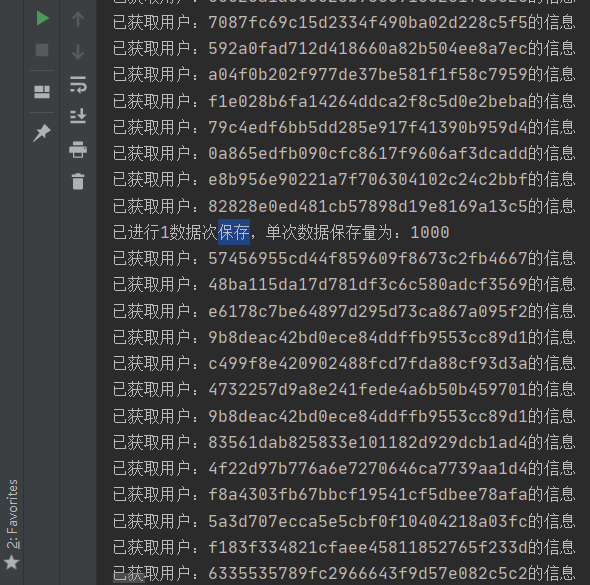 已获取用户：7087fc69c15d2334f490ba02d228c5f5的信息
已获取用户：592a0fad712d418660a82b504ee8a7ec的信息
已获取用户：a04f0b202f977de37be581f1f58c7959的信息
已获取用户：f1e028b6fa14264ddca2f8c5d0e2beba的信息
已获取用户：79c4edf6bb5dd285e917f41390b959d4的信息
已获取用户：0a865edfb090cfc8617f9606af3dcadd的信息
已获取用户：e8b956e90221a7f706304102c24c2bbf的信息
已获取用户：82828e0ed481cb57898d19e8169a13c5的信息
已进行1数据次保存，单次数据保存量为：1000
已获取用户：57456955cd44f859609f8673c2fb4667的信息
已获取用户：48ba115da17d781df3c6c580adcf3569的信息
已获取用户：e6178c7be64897d295d73ca867a095f2的信息
已获取用户：9b8deac42bd0ece84ddffb9553cc89d1的信息
已获取用户：c499f8e420902488fcd7fda88cf93d3a的信息
已获取用户：4732257d9a8e241fede4a6b50b459701的信息
已获取用户：9b8deac42bd0ece84ddffb9553cc89d1的信息
已获取用户：83561dab825833e101182d929dcb1ad4的信息
已获取用户：4f22d97b776a6e7270646ca7739aa1d4的信息
已获取用户：f8a4303fb67bbcf19541cf5dbee78afa的信息
已获取用户：5a3d707ecca5e5cbf0f10404218a03fc的信息
已获取用户：f183f334821cfaee45811852765f233d的信息
已获取用户：6335535789fc2966643f9d57e082c5c2的信息
2: Favorites